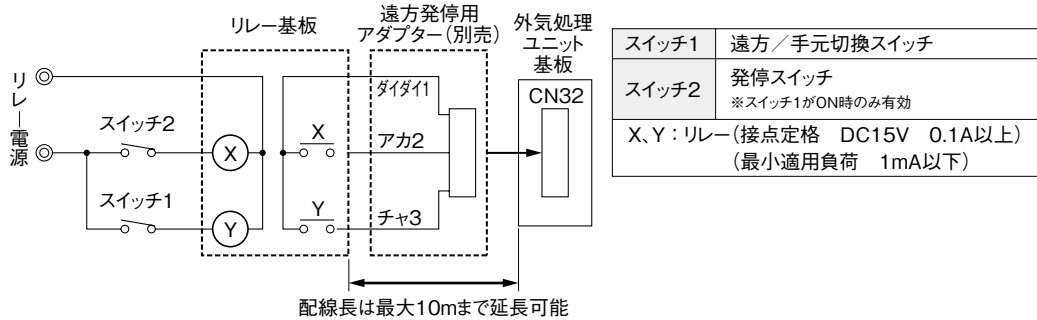 リレー基板
遠方発停用
アダプター（別売）
外気処理
ユニット
基板
リレー電源
ダイダイ1
CN32
スイッチ2
X
X
アカ2
スイッチ1
Y
Y
チャ3
配線長は最大10mまで延長可能
スイッチ1 遠方／手元切換スイッチ
スイッチ2 発停スイッチ
※スイッチ1がON時のみ有効
X、Y：リレー（接点定格　DC15V　0.1A以上）
（最小適用負荷　1mA以下）